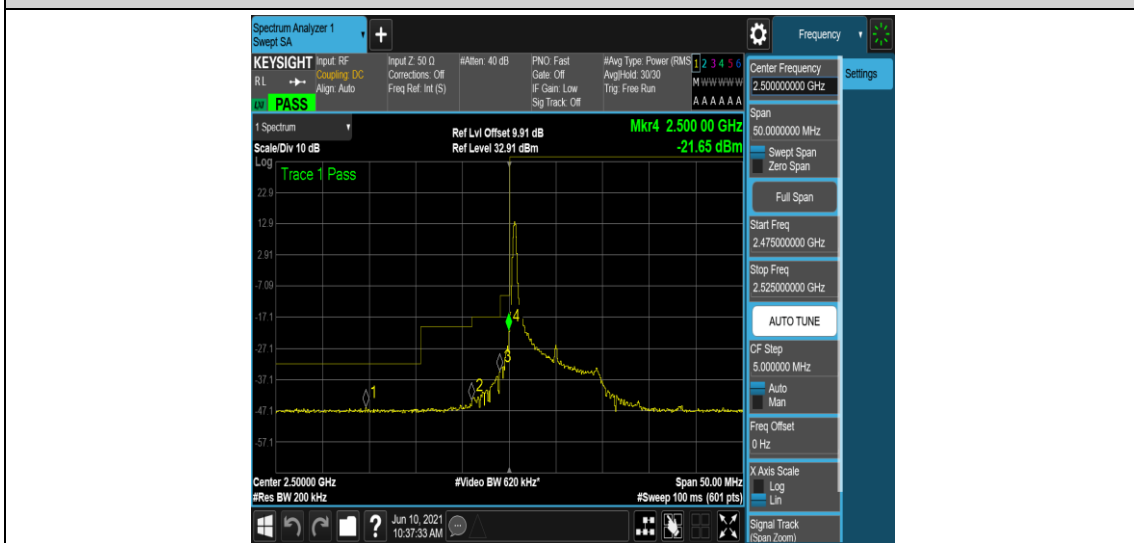 Spectrum Analyzer 1
Swept SA
+
Frequency
KEYSIGHT
RL
LXI PASS
Input: RF
Coupling: DC
Align: Auto
Input Z: 50 Ω
Corrections: Off
Freq Ref: Int (S)
#Atten: 40 dB
PNO: Fast
Gate: Off
IF Gain: Low
Sig Track: Off
#Avg Type: Power (RMS
Avg|Hold: 30/30
Trig: Free Run
1 2 3 4 5 6
M W W W W W
A A A A A A
1 Spectrum
Scale/Div 10 dB
Ref Lvl Offset 9.91 dB
Ref Level 32.91 dBm
Mkr4 2.500 00 GHz
-21.65 dBm
Log
Trace 1 Pass
22.9
12.9
2.91
-7.09
-17.1
-27.1
-37.1
-47.1
-57.1
1
2
3
4
Center 2.50000 GHz
#Res BW 200 kHz
#Video BW 620 kHz*
Span 50.00 MHz
#Sweep 100 ms (601 pts)
?
Jun 10, 2021
10:37:33 AM
Center Frequency
2.500000000 GHz
Settings
Span
50.0000000 MHz
Swept Span
Zero Span
Full Span
Start Freq
2.475000000 GHz
Stop Freq
2.525000000 GHz
AUTO TUNE
CF Step
5.000000 MHz
Auto
Man
Freq Offset
0 Hz
X Axis Scale
Log
Lin
Signal Track
(Span Zoom)